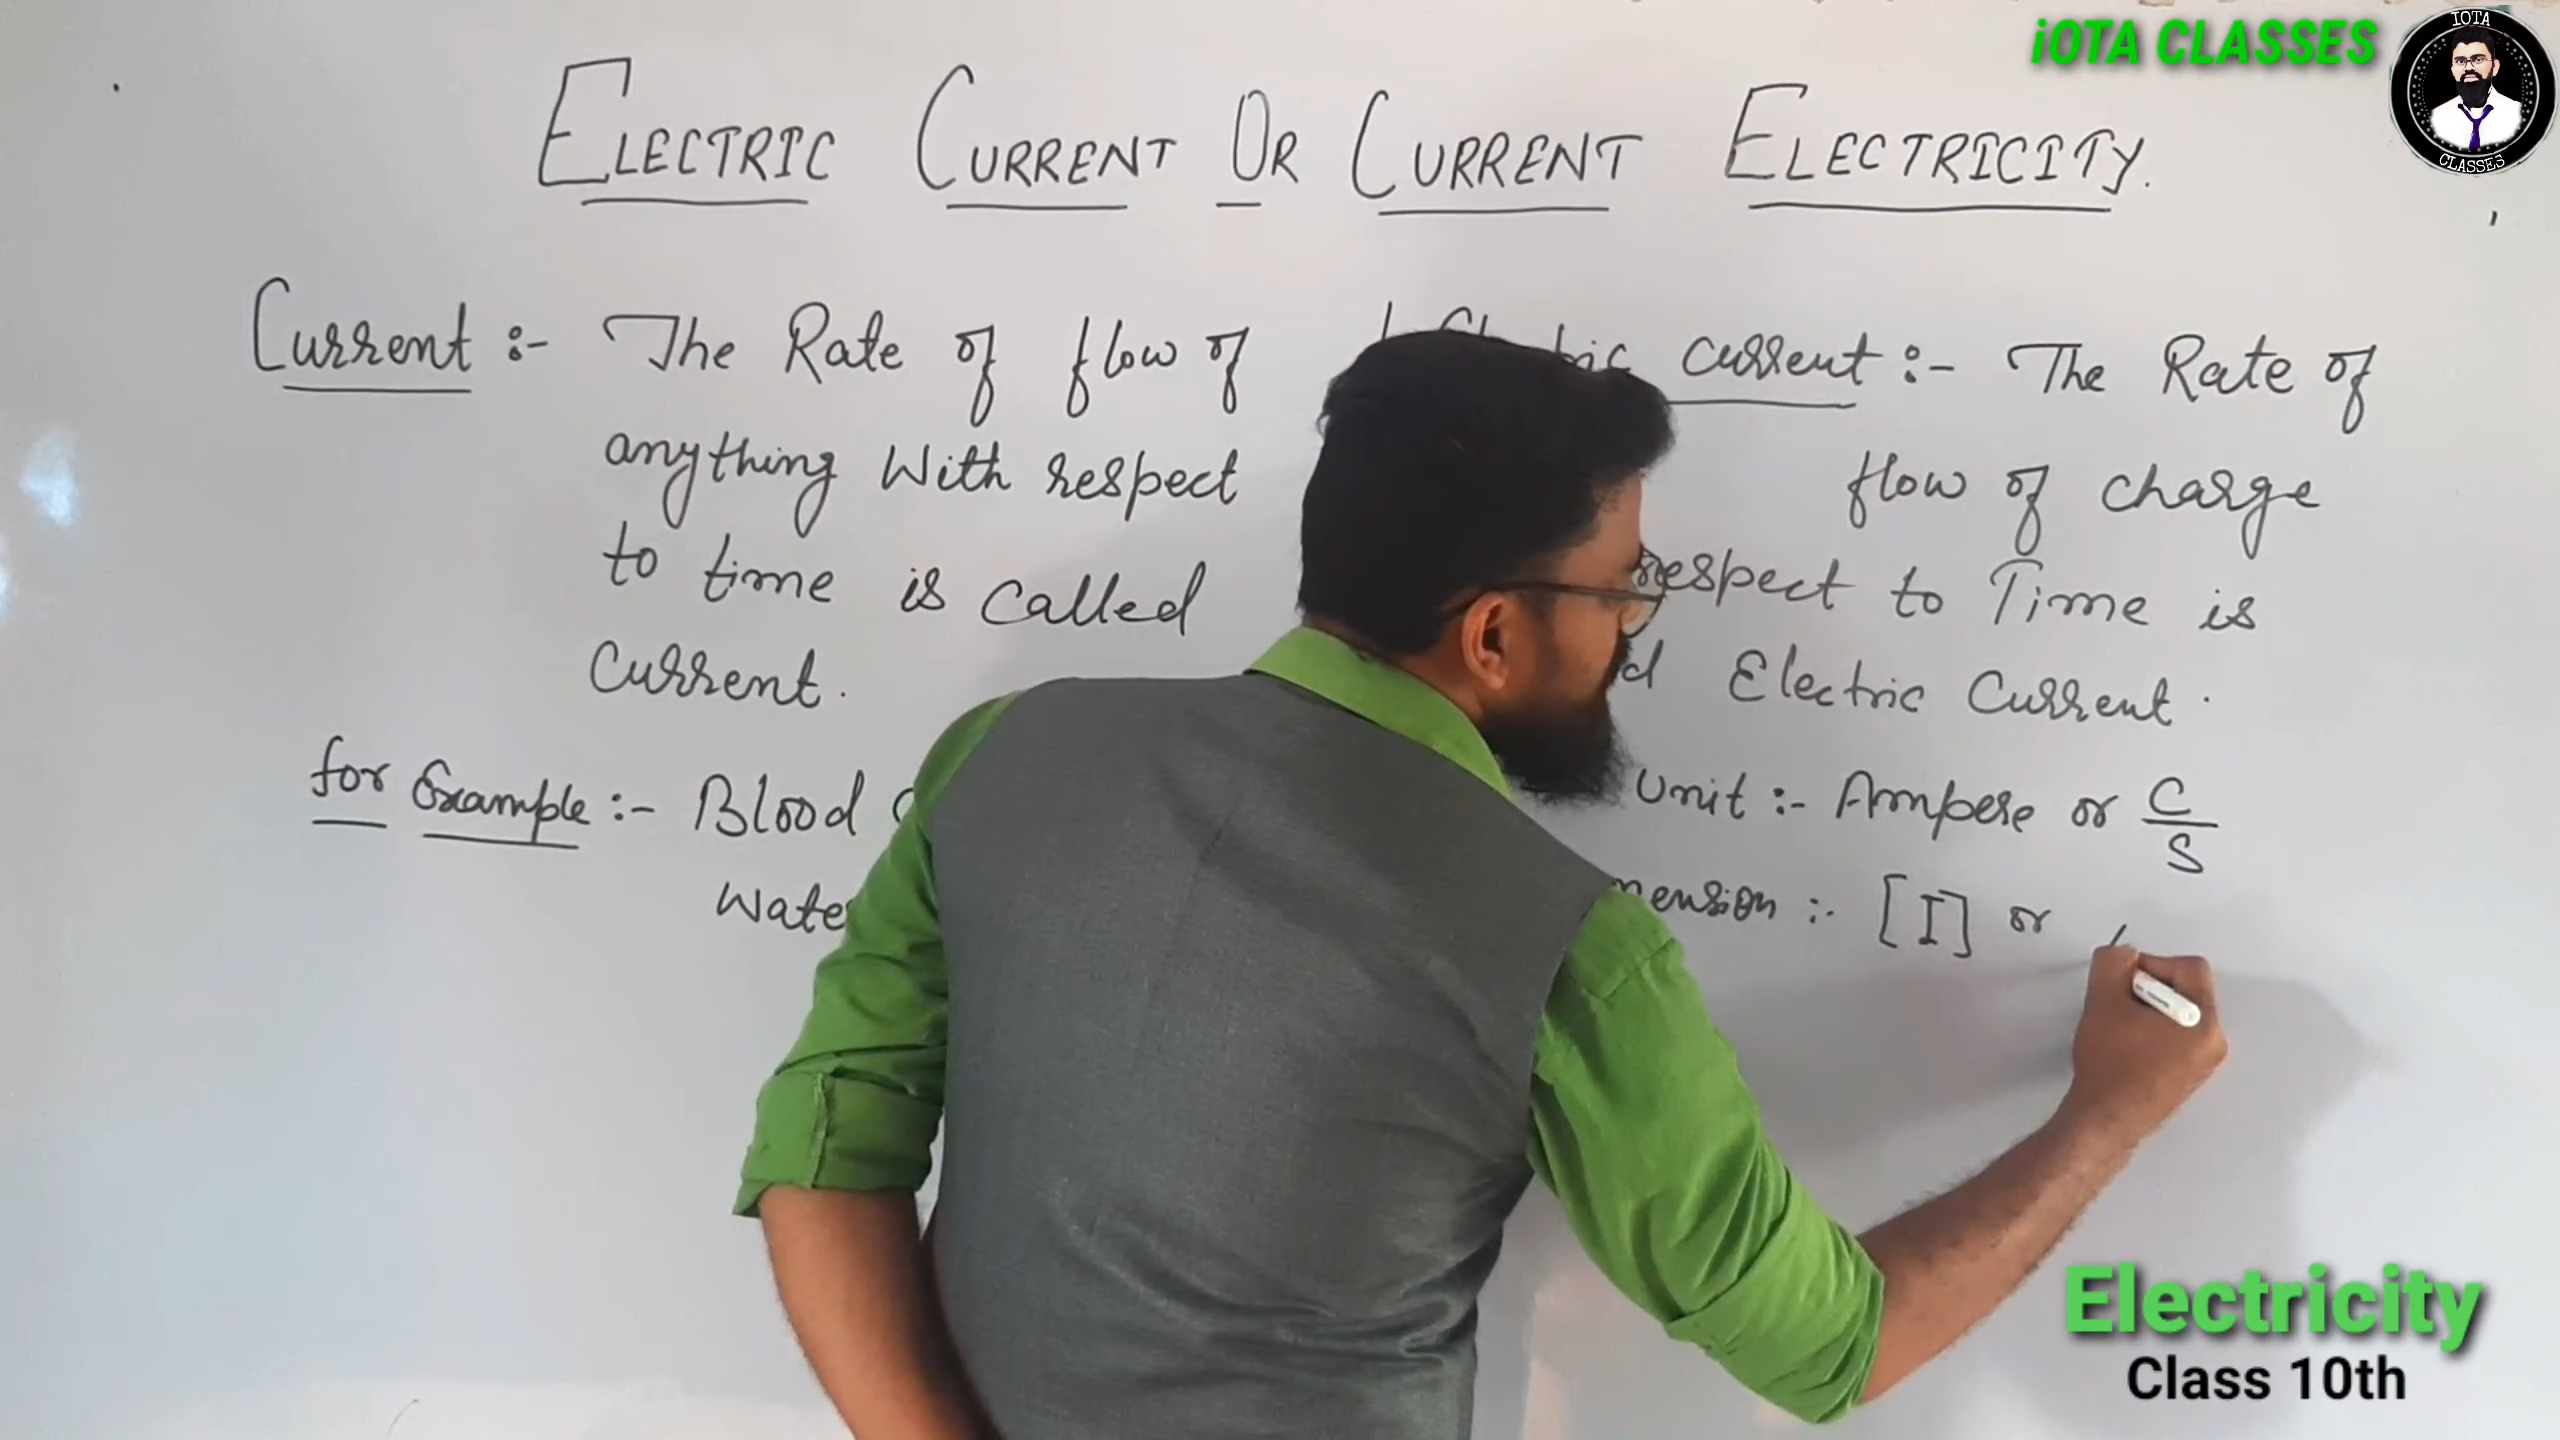 iOTA CLASSES
IOTA
CLASSES
ELECTRIC CURRENT OR CURRENT ELECTRICITY.
Current :- The Rate of flow of
anything With respect
to time is called
Current.
for Example :- Blood
current :- The Rate of
flow of charge
respect to Time is
Electric Current.
Unit :- Ampere or C/S
[I] or
Electricity
Class 10th